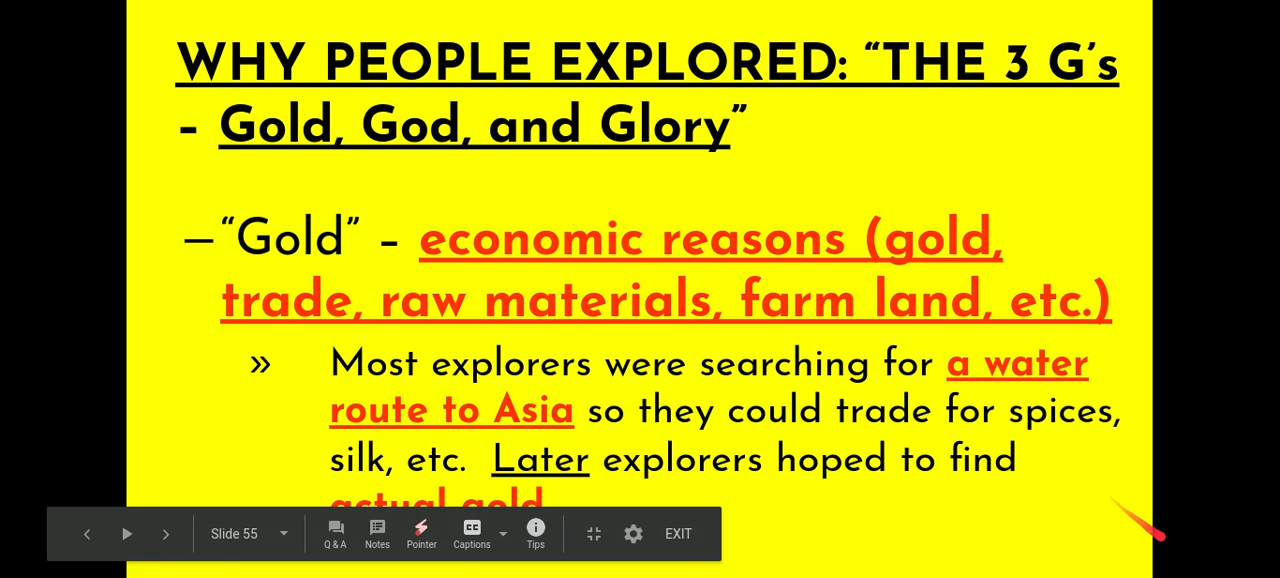 WHY PEOPLE EXPLORED: “THE 3 G’s
– Gold, God, and Glory”
—“Gold” – economic reasons (gold,
trade, raw materials, farm land, etc.)
» Most explorers were searching for a water
route to Asia so they could trade for spices,
silk, etc. Later explorers hoped to find
actual gold
Slide 55
Q & A Notes Pointer Captions Tips
EXIT